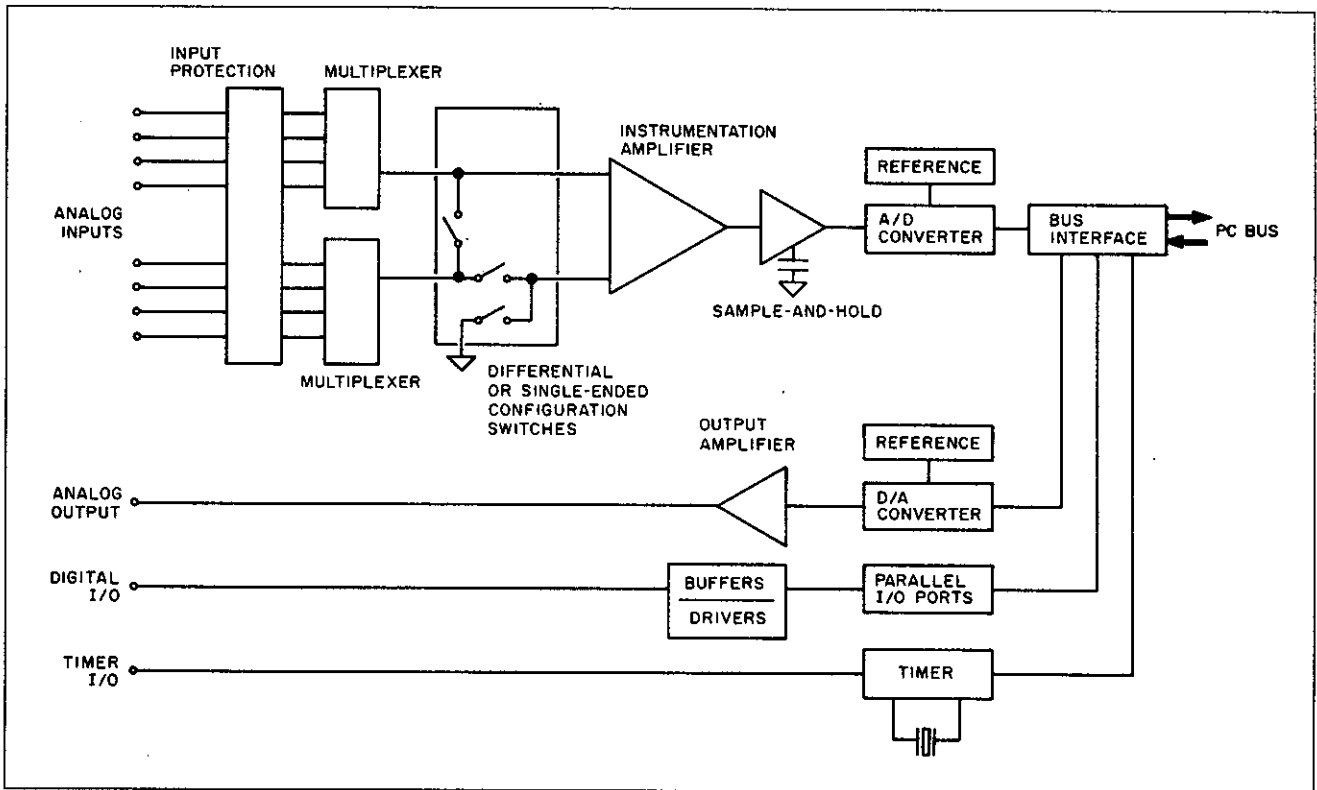 INPUT
PROTECTION
MULTIPLEXER
ANALOG
INPUTS
MULTIPLEXER
DIFFERENTIAL
OR SINGLE-ENDED
CONFIGURATION
SWITCHES
INSTRUMENTATION
AMPLIFIER
SAMPLE-AND-HOLD
REFERENCE
A/D
CONVERTER
BUS
INTERFACE
PC BUS
OUTPUT
AMPLIFIER
REFERENCE
D/A
CONVERTER
ANALOG
OUTPUT
DIGITAL
I/O
BUFFERS
DRIVERS
PARALLEL
I/O PORTS
TIMER
I/O
TIMER